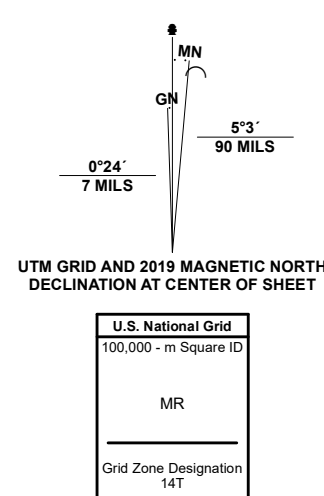 MN
GN
5°3´
90 MILS
0°24´
7 MILS
UTM GRID AND 2019 MAGNETIC NORTH
DECLINATION AT CENTER OF SHEET
U.S. National Grid
100,000 - m Square ID
MR
Grid Zone Designation
14T